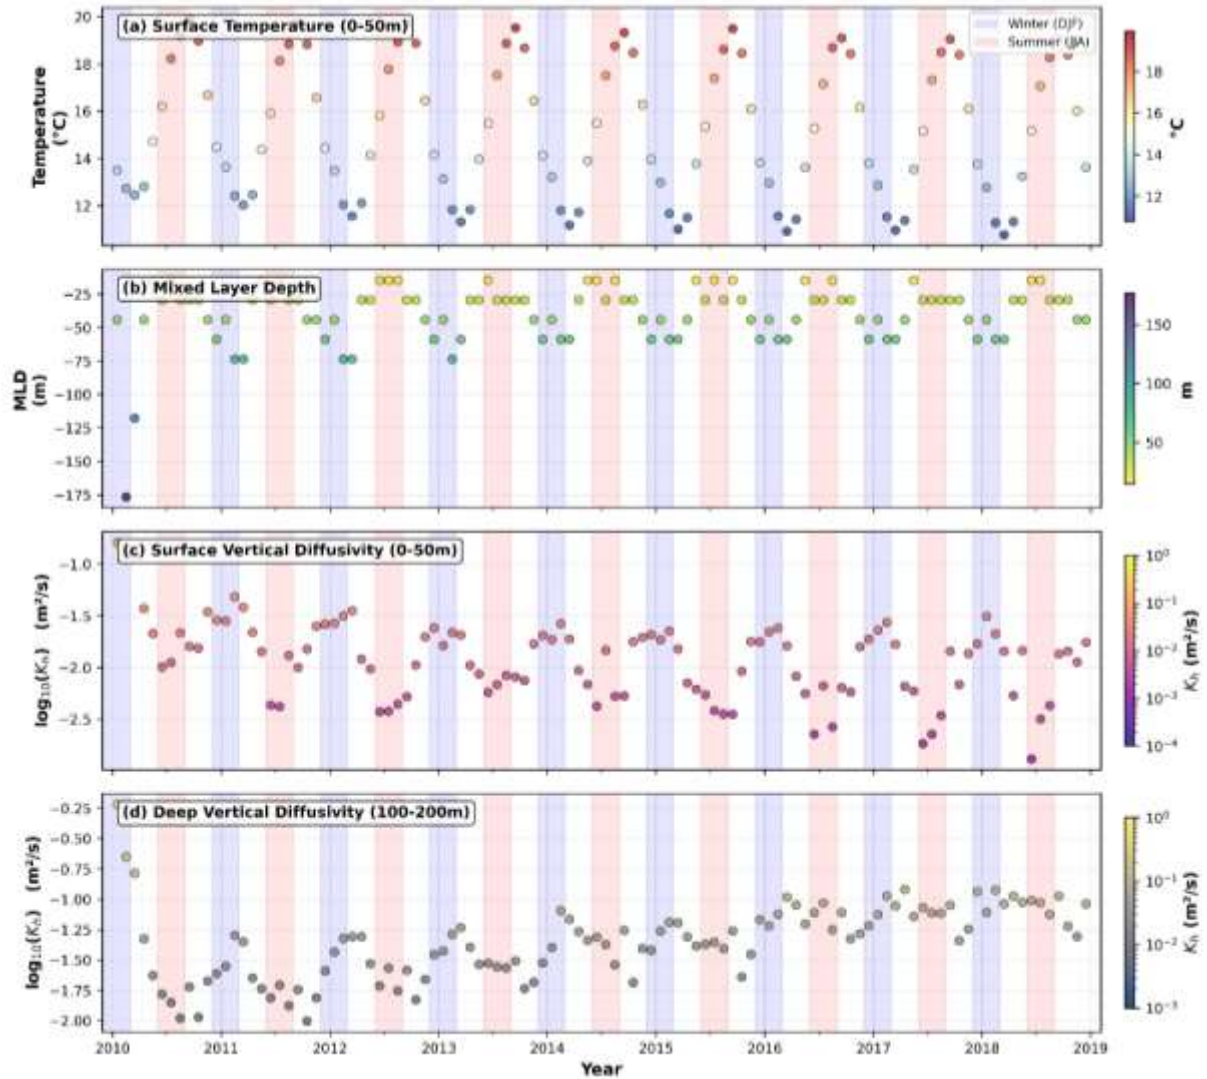 (a) Surface Temperature (0-50m)
Winter (DJF)
Summer (JJA)
20
18
16
14
12
Temperature
(°C)
18
16
14
12
°C
(b) Mixed Layer Depth
−25
−50
−75
−100
−125
−150
−175
MLD
(m)
150
100
50
m
(c) Surface Vertical Diffusivity (0-50m)
−1.0
−1.5
−2.0
−2.5
log₁₀(Kₕ) (m²/s)
10⁰
10⁻¹
10⁻²
10⁻³
10⁻⁴
Kₕ (m²/s)
(d) Deep Vertical Diffusivity (100-200m)
−0.25
−0.50
−0.75
−1.00
−1.25
−1.50
−1.75
−2.00
log₁₀(Kₕ) (m²/s)
10⁰
10⁻¹
10⁻²
10⁻³
Kₕ (m²/s)
2010 2011 2012 2013 2014 2015 2016 2017 2018 2019
Year